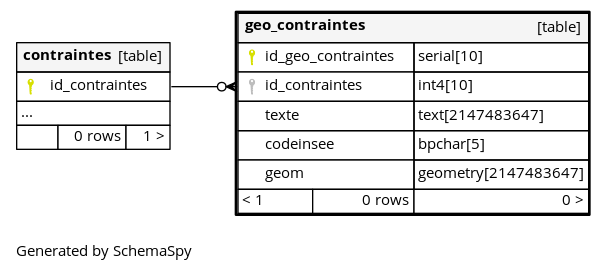 contraintes [table]
id_contraintes
...
0 rows 1 >
geo_contraintes [table]
id_geo_contraintes serial[10]
id_contraintes int4[10]
texte text[2147483647]
codeinsee bpchar[5]
geom geometry[2147483647]
< 1 0 rows 0 >
Generated by SchemaSpy